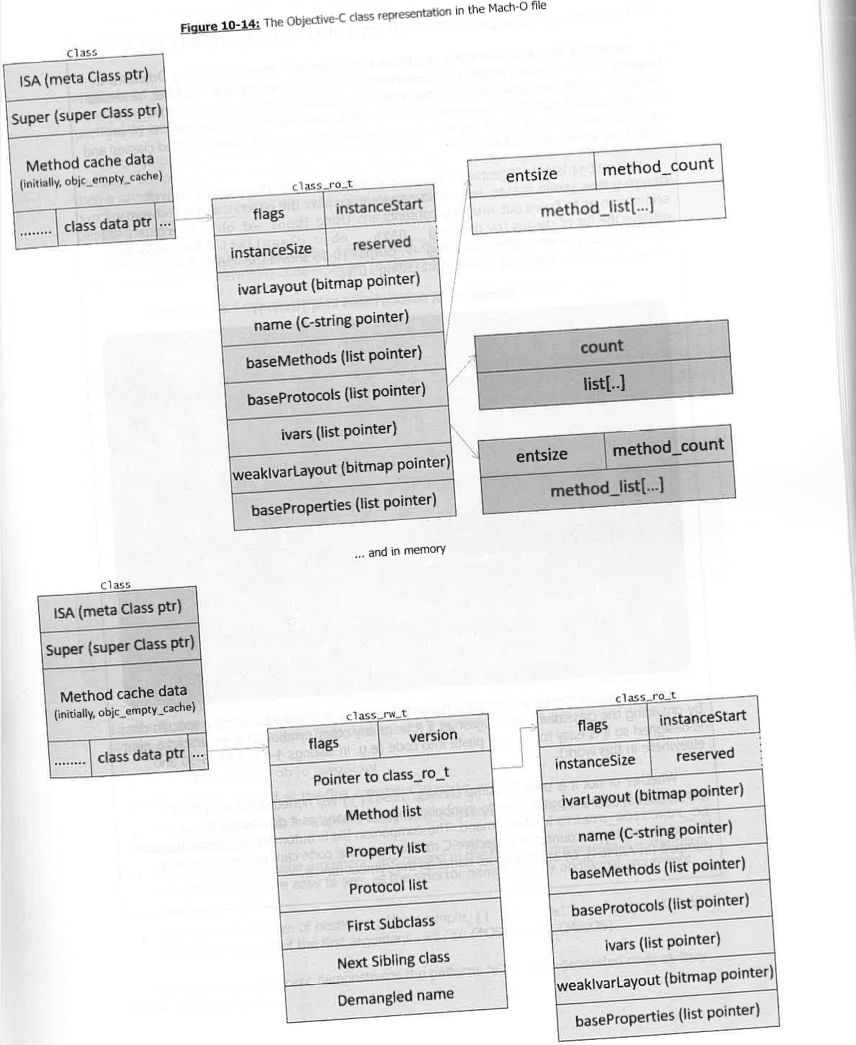 Figure 10-14: The Objective-C class representation in the Mach-O file
Class
ISA (meta Class ptr)
Super (super Class ptr)
Method cache data
(initially, objc_empty_cache)
........ class data ptr ...
class_ro_t
flags instanceStart
instanceSize reserved
ivarLayout (bitmap pointer)
name (C-string pointer)
baseMethods (list pointer)
baseProtocols (list pointer)
ivars (list pointer)
weakIvarLayout (bitmap pointer)
baseProperties (list pointer)
entsize method_count
method_list[...]
count
list[..]
entsize method_count
method_list[...]
... and in memory
Class
ISA (meta Class ptr)
Super (super Class ptr)
Method cache data
(initially, objc_empty_cache)
........ class data ptr ...
class_rw_t
flags version
Pointer to class_ro_t
Method list
Property list
Protocol list
First Subclass
Next Sibling class
Demangled name
class_ro_t
flags instanceStart
instanceSize reserved
ivarLayout (bitmap pointer)
name (C-string pointer)
baseMethods (list pointer)
baseProtocols (list pointer)
ivars (list pointer)
weakIvarLayout (bitmap pointer)
baseProperties (list pointer)